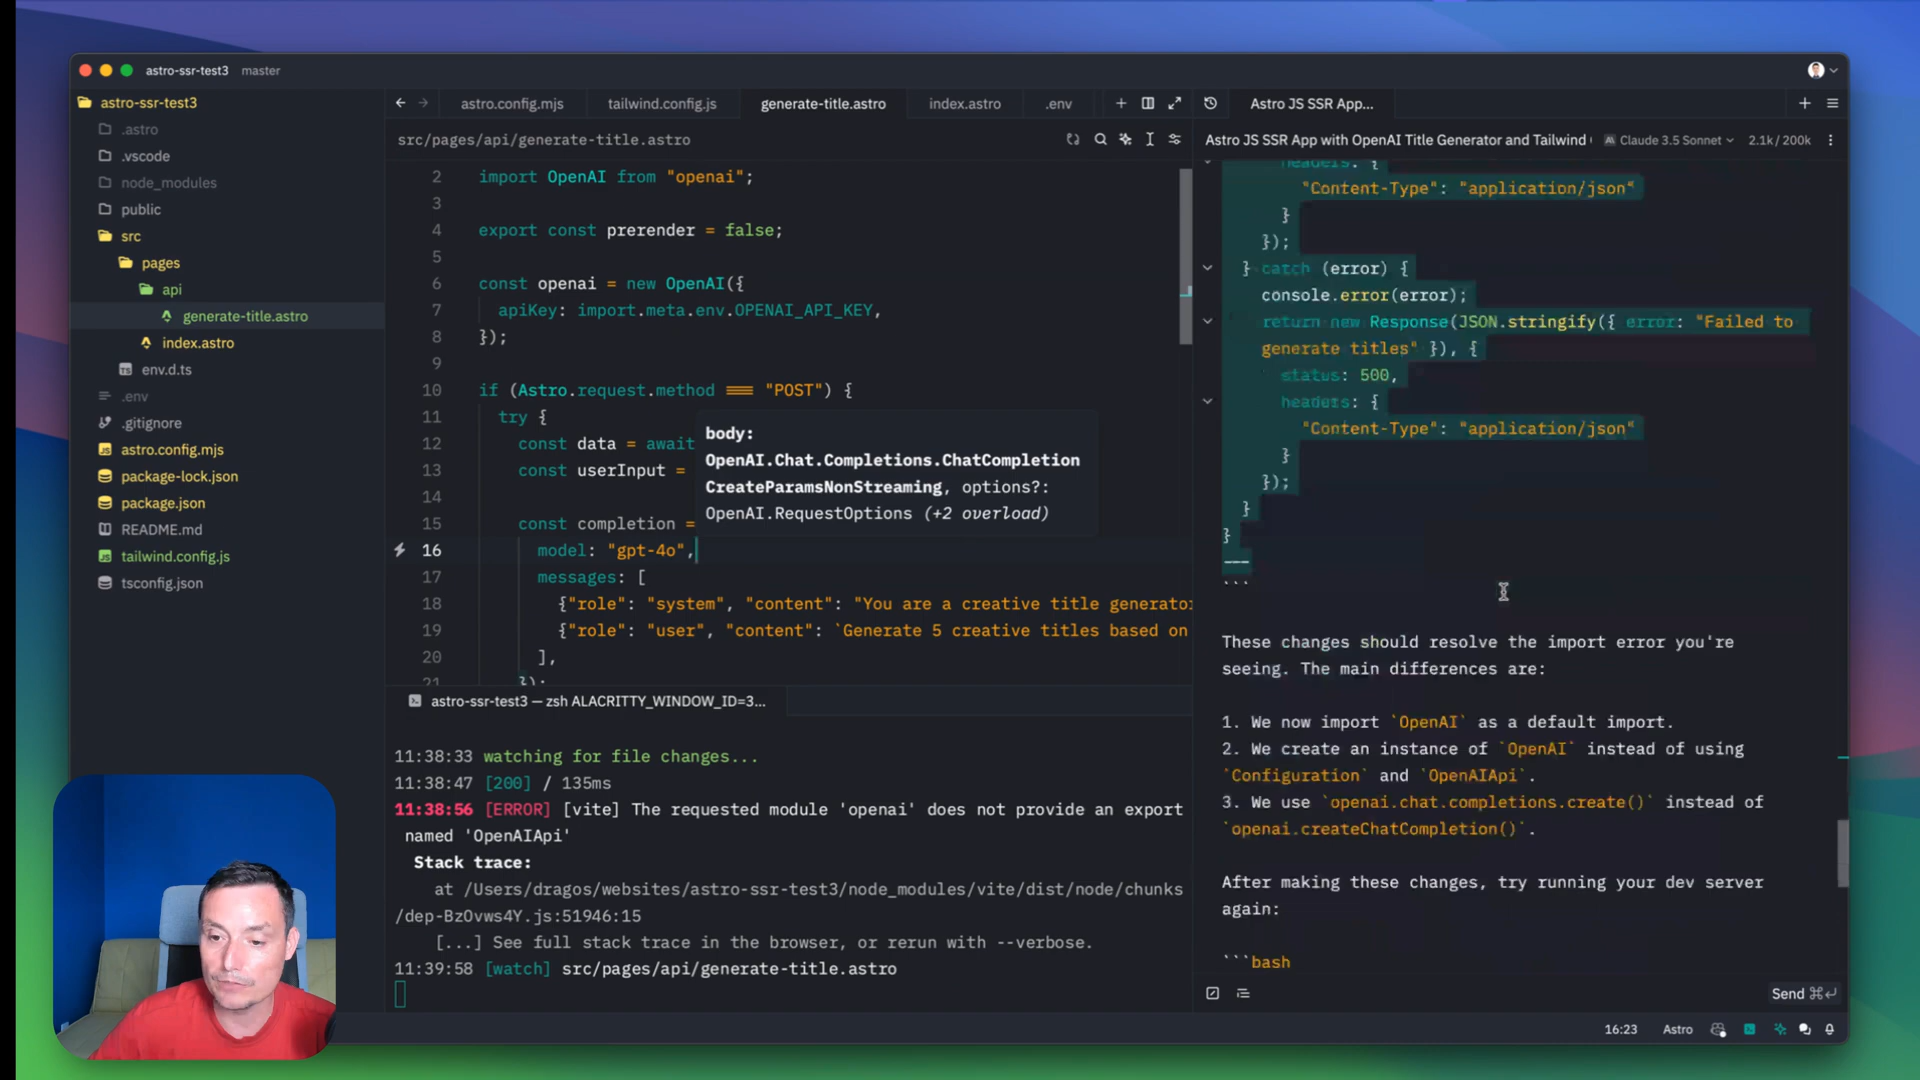 astro-ssr-test3 master
astro-ssr-test3
.astro
.vscode
node_modules
public
src
pages
api
generate-title.astro
index.astro
env.d.ts
.env
.gitignore
astro.config.mjs
package-lock.json
package.json
README.md
tailwind.config.js
tsconfig.json
astro.config.mjs tailwind.config.js generate-title.astro index.astro .env
src/pages/api/generate-title.astro
2 import OpenAI from "openai";
3
4 export const prerender = false;
5
6 const openai = new OpenAI({
7 apiKey: import.meta.env.OPENAI_API_KEY,
8 });
9
10 if (Astro.request.method === "POST") {
11 try {
12 const data = await
13 const userInput =
14
15 const completion =
16 model: "gpt-4o",
17 messages: [
18 {"role": "system", "content": "You are a creative title generator
19 {"role": "user", "content": `Generate 5 creative titles based on
20 ],
21 });
body:
OpenAI.Chat.Completions.ChatCompletion
CreateParamsNonStreaming, options?:
OpenAI.RequestOptions (+2 overload)
astro-ssr-test3 — zsh ALACRITTY_WINDOW_ID=3...
11:38:33 watching for file changes...
11:38:47 [200] / 135ms
11:38:56 [ERROR] [vite] The requested module 'openai' does not provide an export
named 'OpenAIApi'
Stack trace:
at /Users/dragos/websites/astro-ssr-test3/node_modules/vite/dist/node/chunks
/dep-BzOvws4Y.js:51946:15
[...] See full stack trace in the browser, or rerun with --verbose.
11:39:58 [watch] src/pages/api/generate-title.astro
Astro JS SSR App...
Astro JS SSR App with OpenAI Title Generator and Tailwind Claude 3.5 Sonnet 2.1k/200k
headers: {
"Content-Type": "application/json"
}
});
} catch (error) {
console.error(error);
return new Response(JSON.stringify({ error: "Failed to
generate titles" }), {
status: 500,
headers: {
"Content-Type": "application/json"
}
});
}
}
---
```
These changes should resolve the import error you're
seeing. The main differences are:
1. We now import `OpenAI` as a default import.
2. We create an instance of `OpenAI` instead of using
`Configuration` and `OpenAIApi`.
3. We use `openai.chat.completions.create()` instead of
`openai.createChatCompletion()`.
After making these changes, try running your dev server
again:
```bash
Send ⌘↵
16:23 Astro